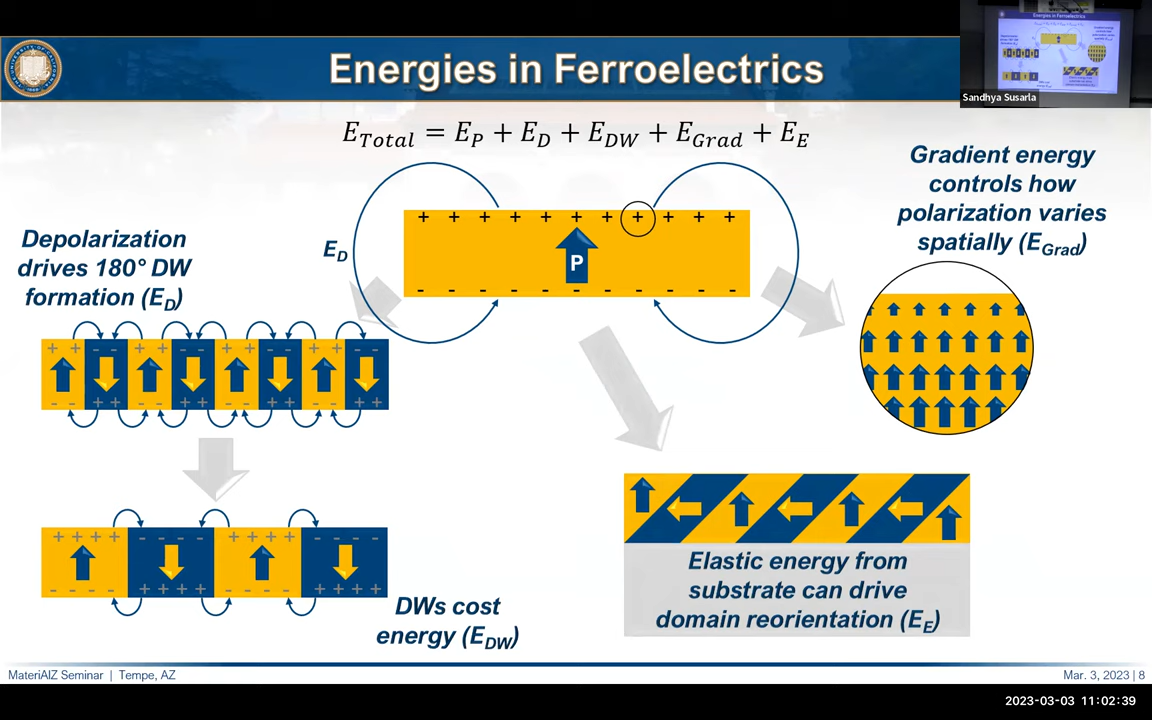 Energies in Ferroelectrics
Sandhya Susarla
E_Total = E_P + E_D + E_DW + E_Grad + E_E
Gradient energy
controls how
polarization varies
spatially (E_Grad)
Depolarization
drives 180° DW
formation (E_D)
E_D
+ + + + + + + + + + +
P
- - - - - - - - - - -
DWs cost
energy (E_DW)
Elastic energy from
substrate can drive
domain reorientation (E_E)
MateriAlZ Seminar | Tempe, AZ
Mar. 3, 2023 | 8
2023-03-03 11:02:39